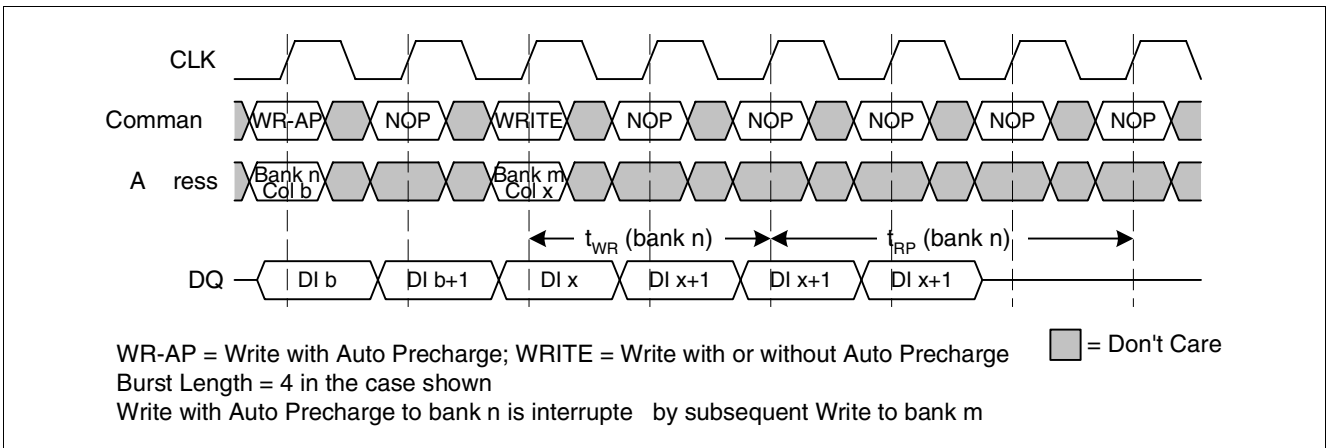 CLK
Comman
WR-AP NOP WRITE NOP NOP NOP NOP NOP
A ress
Bank n Bank m
Col b Col x
tWR (bank n) tRP (bank n)
DQ
DI b DI b+1 DI x DI x+1 DI x+1 DI x+1
WR-AP = Write with Auto Precharge; WRITE = Write with or without Auto Precharge
= Don't Care
Burst Length = 4 in the case shown
Write with Auto Precharge to bank n is interrupte by subsequent Write to bank m